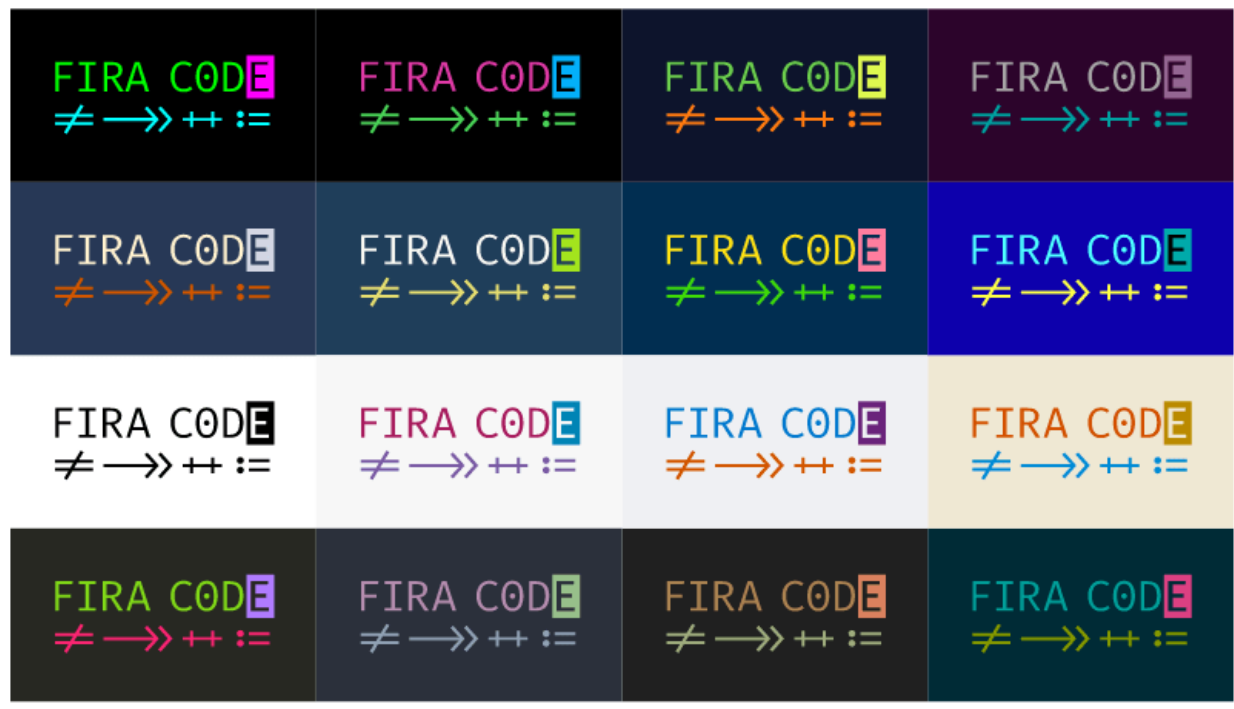 FIRA C0DE
≠ ->> ++ :=
FIRA C0DE
≠ ->> ++ :=
FIRA C0DE
≠ ->> ++ :=
FIRA C0DE
≠ ->> ++ :=
FIRA C0DE
≠ ->> ++ :=
FIRA C0DE
≠ ->> ++ :=
FIRA C0DE
≠ ->> ++ :=
FIRA C0DE
≠ ->> ++ :=
FIRA C0DE
≠ ->> ++ :=
FIRA C0DE
≠ ->> ++ :=
FIRA C0DE
≠ ->> ++ :=
FIRA C0DE
≠ ->> ++ :=
FIRA C0DE
≠ ->> ++ :=
FIRA C0DE
≠ ->> ++ :=
FIRA C0DE
≠ ->> ++ :=
FIRA C0DE
≠ ->> ++ :=